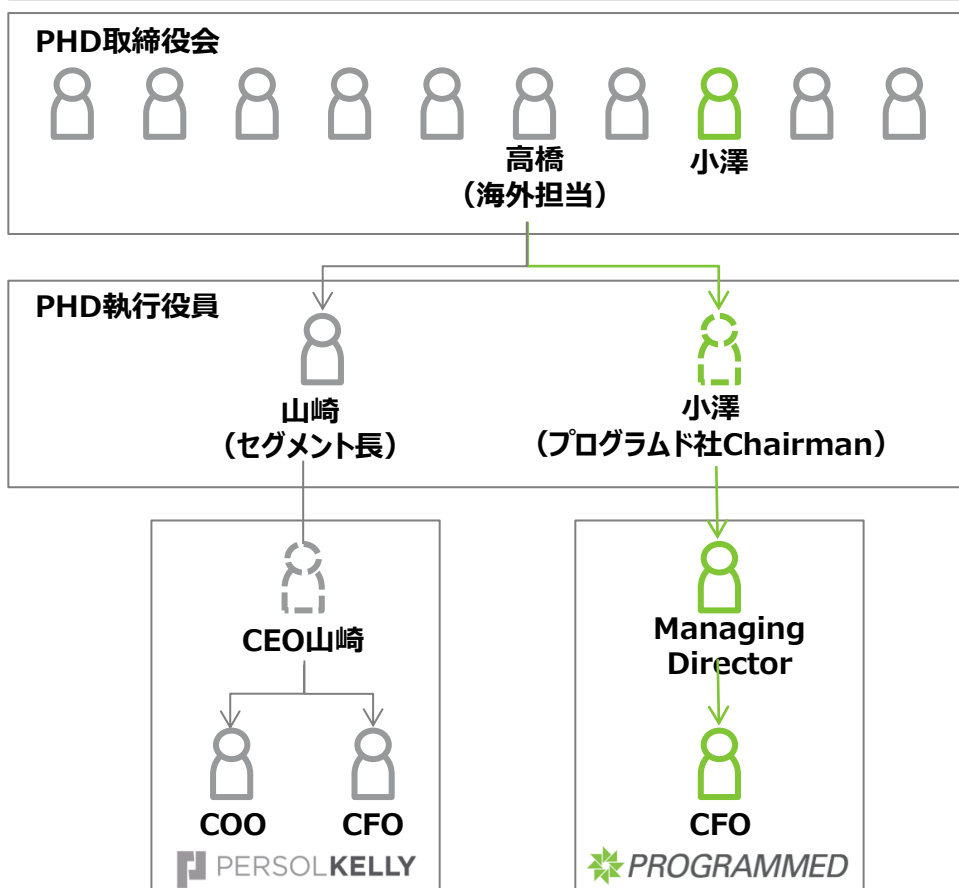 PHD取締役会
高橋
（海外担当）
小澤
PHD執行役員
山崎
（セグメント長）
小澤
（プログラムド社Chairman）
CEO山崎
COO
CFO
PERSOLKELLY
Managing
Director
CFO
PROGRAMMED